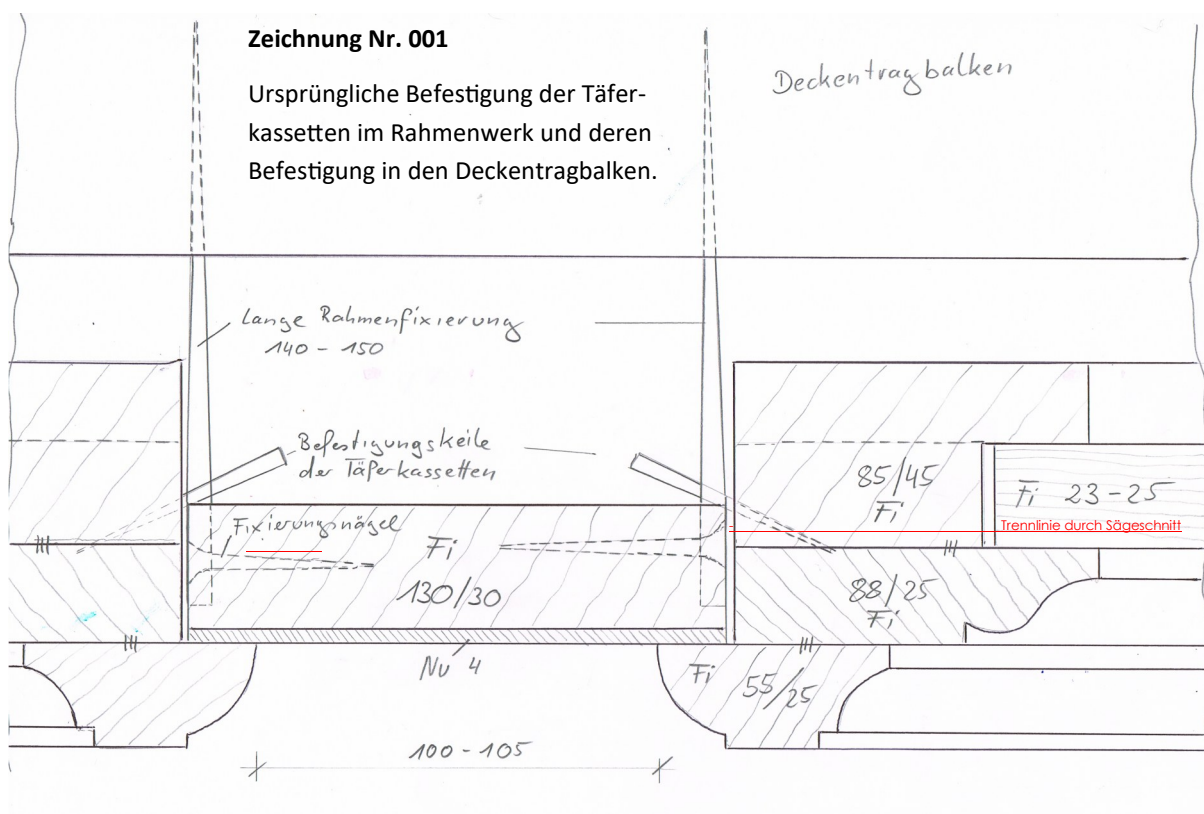 Zeichnung Nr. 001
Ursprüngliche Befestigung der Täfer-
kassetten im Rahmenwerk und deren
Befestigung in den Deckentragbalken.
Deckentragbalken
Lange Rahmenfixierung
140 - 150
Befestigungskeile
der Täferkassetten
Fixierungsnägel
Fi
130/30
85/45
Fi
Fi 23-25
Trennlinie durch Sägeschnitt
88/25
Fi
Nu 4
Fi 55/25
100 - 105